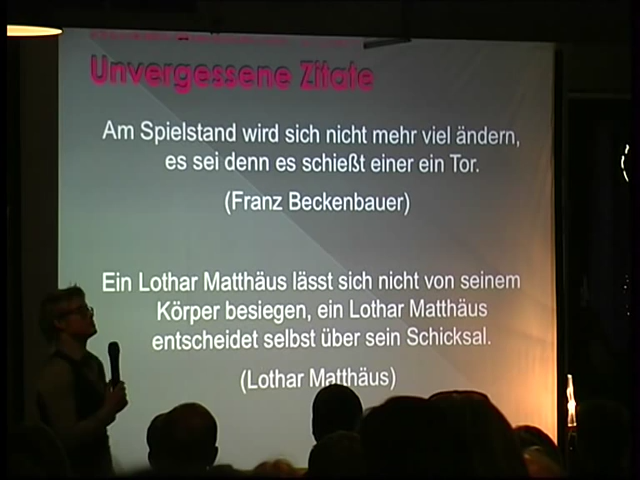 Unvergessene Zitate
Am Spielstand wird sich nicht mehr viel ändern,
es sei denn es schießt einer ein Tor.
(Franz Beckenbauer)
Ein Lothar Matthäus lässt sich nicht von seinem
Körper besiegen, ein Lothar Matthäus
entscheidet selbst über sein Schicksal.
(Lothar Matthäus)